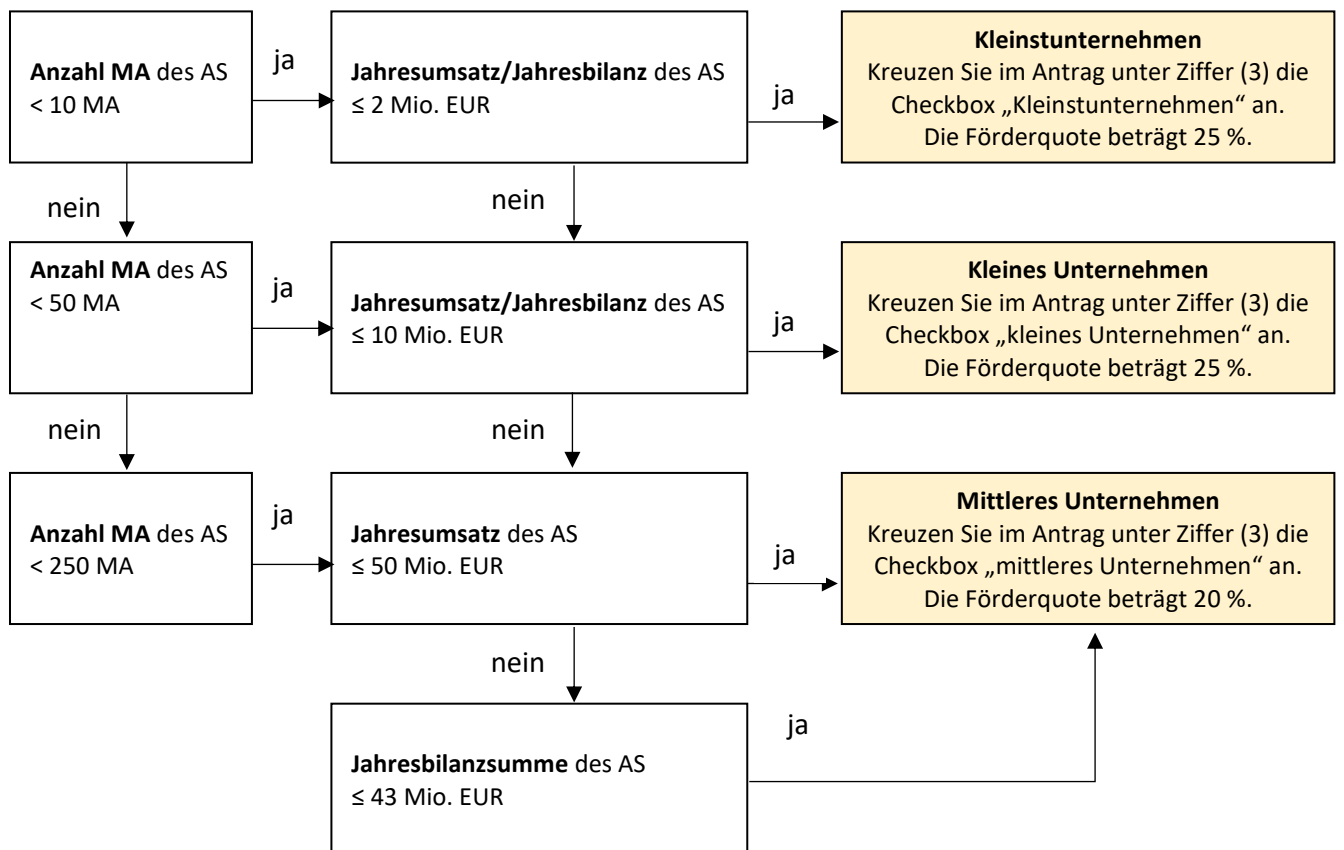 Anzahl MA des AS
< 10 MA
ja
Jahresumsatz/Jahresbilanz des AS
≤ 2 Mio. EUR
ja
Kleinstunternehmen
Kreuzen Sie im Antrag unter Ziffer (3) die
Checkbox „Kleinstunternehmen“ an.
Die Förderquote beträgt 25 %.
nein
nein
Anzahl MA des AS
< 50 MA
ja
Jahresumsatz/Jahresbilanz des AS
≤ 10 Mio. EUR
ja
Kleines Unternehmen
Kreuzen Sie im Antrag unter Ziffer (3) die
Checkbox „kleines Unternehmen“ an.
Die Förderquote beträgt 25 %.
nein
nein
Anzahl MA des AS
< 250 MA
ja
Jahresumsatz des AS
≤ 50 Mio. EUR
ja
Mittleres Unternehmen
Kreuzen Sie im Antrag unter Ziffer (3) die
Checkbox „mittleres Unternehmen“ an.
Die Förderquote beträgt 20 %.
nein
Jahresbilanzsumme des AS
≤ 43 Mio. EUR
ja